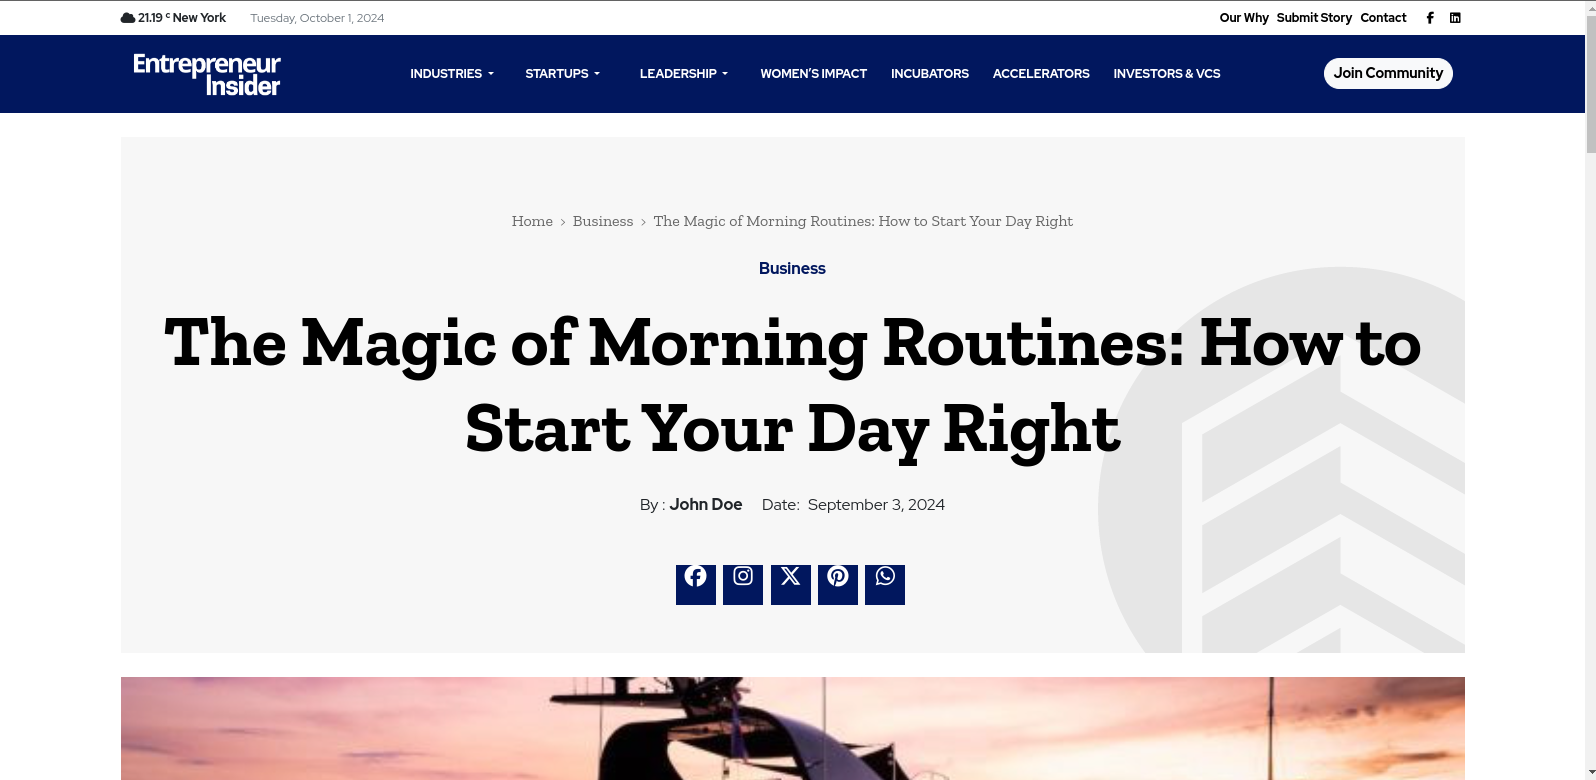 21.19 c New York
Tuesday, October 1, 2024
Our Why Submit Story Contact
Entrepreneur
Insider
INDUSTRIES STARTUPS LEADERSHIP WOMEN'S IMPACT INCUBATORS ACCELERATORS INVESTORS & VCS
Join Community
Home > Business > The Magic of Morning Routines: How to Start Your Day Right
Business
The Magic of Morning Routines: How to
Start Your Day Right
By : John Doe Date: September 3, 2024